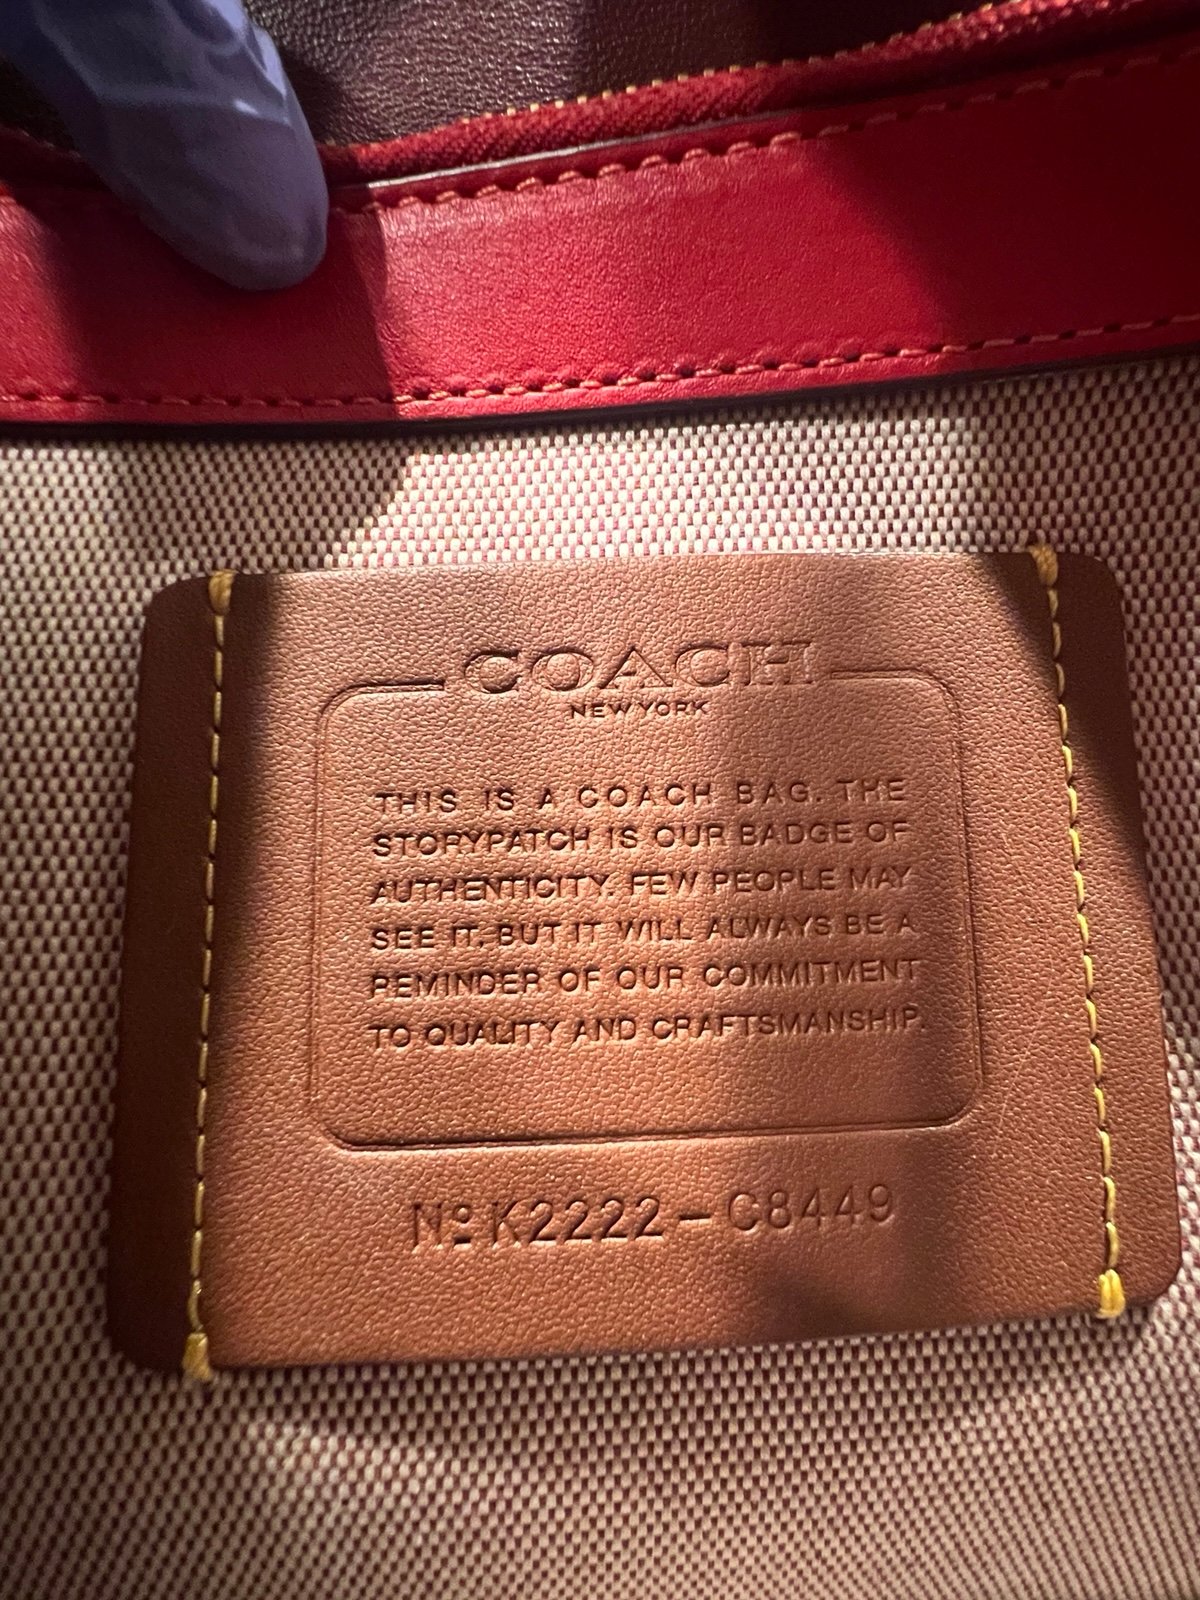 COACH
NEW YORK
THIS IS A COACH BAG. THE
STORYPATCH IS OUR BADGE OF
AUTHENTICITY. FEW PEOPLE MAY
SEE IT, BUT IT WILL ALWAYS BE A
REMINDER OF OUR COMMITMENT
TO QUALITY AND CRAFTSMANSHIP.
Nº K2222-C8449